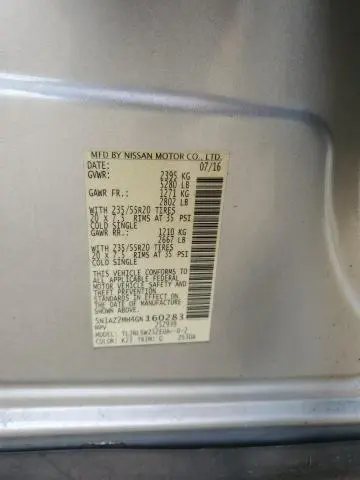 MFD BY NISSAN MOTOR CO., LTD.
DATE: 07/16
GVWR: 2395 KG
5280 LB
GAWR FR.: 1271 KG
2802 LB
WITH 235/55R20 TIRES
20 x 7.5 RIMS AT 35 PSI
COLD SINGLE
GAWR RR.: 1210 KG
2667 LB
WITH 235/55R20 TIRES
20 x 7.5 RIMS AT 35 PSI
COLD SINGLE
THIS VEHICLE CONFORMS TO
ALL APPLICABLE FEDERAL
MOTOR VEHICLE SAFETY
STANDARDS IN EFFECT ON
THE DATE OF MANUFACTURE
SHOWN ABOVE.
5N1AZ2MH4GN160283
MPV 252939
MODEL:
COLOR: K23 TRIM: G